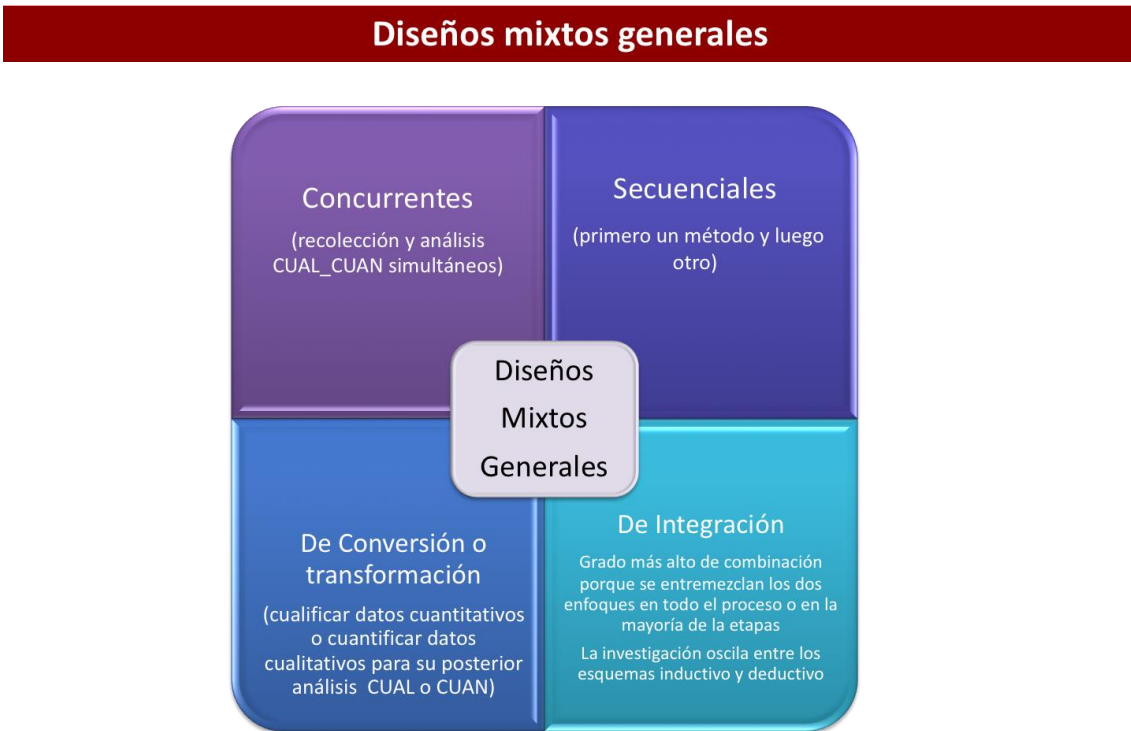 Diseños mixtos generales
Concurrentes
(recolección y análisis
CUAL_CUAN simultáneos)
Secuenciales
(primero un método y luego
otro)
Diseños
Mixtos
Generales
De Conversión o
transformación
(cualificar datos cuantitativos
o cuantificar datos
cualitativos para su posterior
análisis CUAL o CUAN)
De Integración
Grado más alto de combinación
porque se entremezclan los dos
enfoques en todo el proceso o en la
mayoría de la etapas
La investigación oscila entre los
esquemas inductivo y deductivo